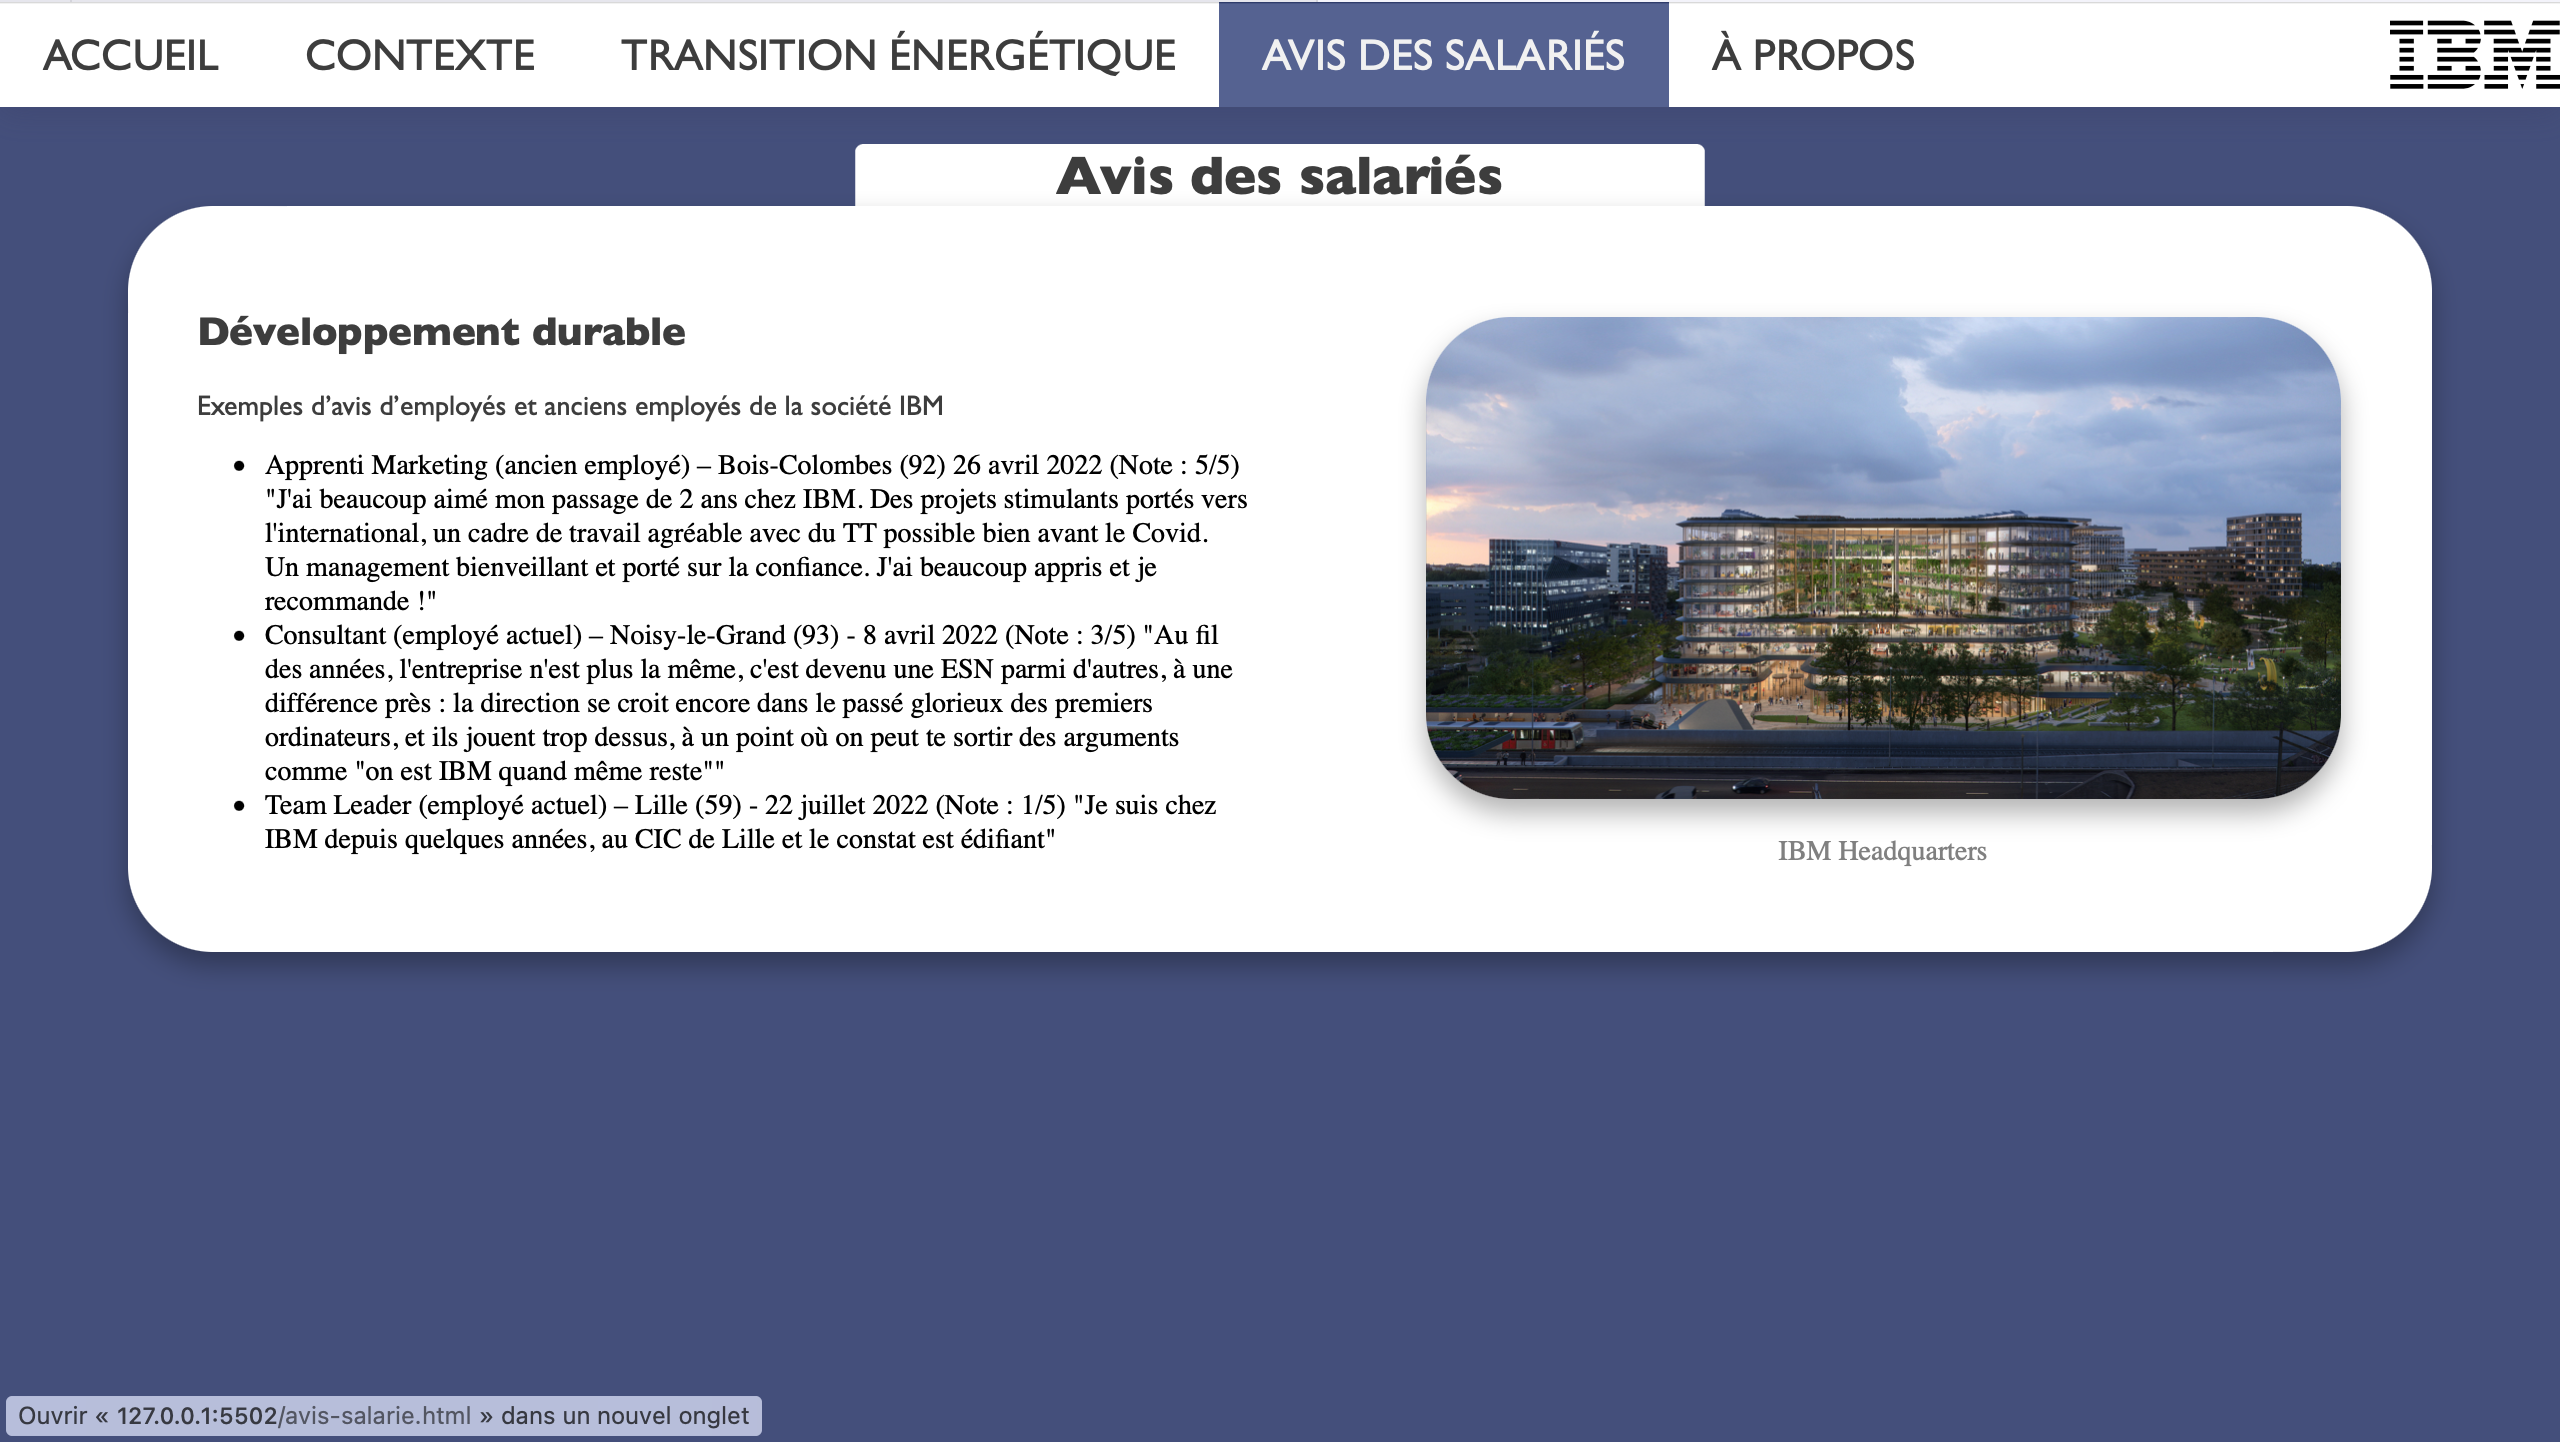 ACCUEIL CONTEXTE TRANSITION ÉNERGÉTIQUE AVIS DES SALARIÉS À PROPOS IBM
Avis des salariés
Développement durable
Exemples d’avis d’employés et anciens employés de la société IBM
• Apprenti Marketing (ancien employé) – Bois-Colombes (92) 26 avril 2022 (Note : 5/5)
"J'ai beaucoup aimé mon passage de 2 ans chez IBM. Des projets stimulants portés vers
l'international, un cadre de travail agréable avec du TT possible bien avant le Covid.
Un management bienveillant et porté sur la confiance. J'ai beaucoup appris et je
recommande !"
• Consultant (employé actuel) – Noisy-le-Grand (93) - 8 avril 2022 (Note : 3/5) "Au fil
des années, l'entreprise n'est plus la même, c'est devenu une ESN parmi d'autres, à une
différence près : la direction se croit encore dans le passé glorieux des premiers
ordinateurs, et ils jouent trop dessus, à un point où on peut te sortir des arguments
comme "on est IBM quand même reste""
• Team Leader (employé actuel) – Lille (59) - 22 juillet 2022 (Note : 1/5) "Je suis chez
IBM depuis quelques années, au CIC de Lille et le constat est édifiant"
IBM Headquarters
Ouvrir « 127.0.0.1:5502/avis-salarie.html » dans un nouvel onglet